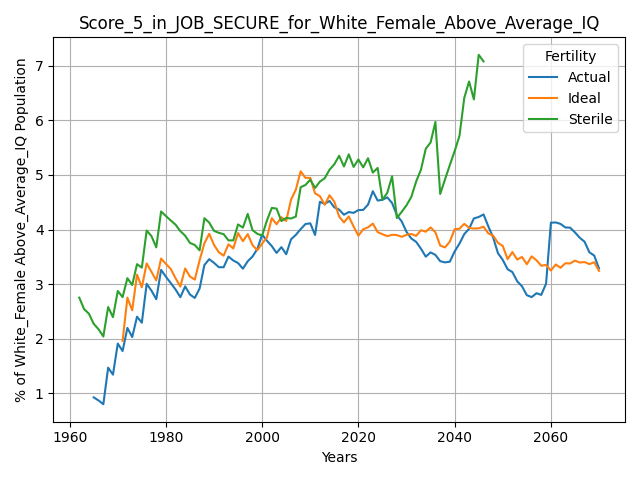 Score_5_in_JOB_SECURE_for_White_Female_Above_Average_IQ
% of White_Female Above_Average_IQ Population
7
6
5
4
3
2
1
Fertility
Actual
Ideal
Sterile
1960 1980 2000 2020 2040 2060
Years